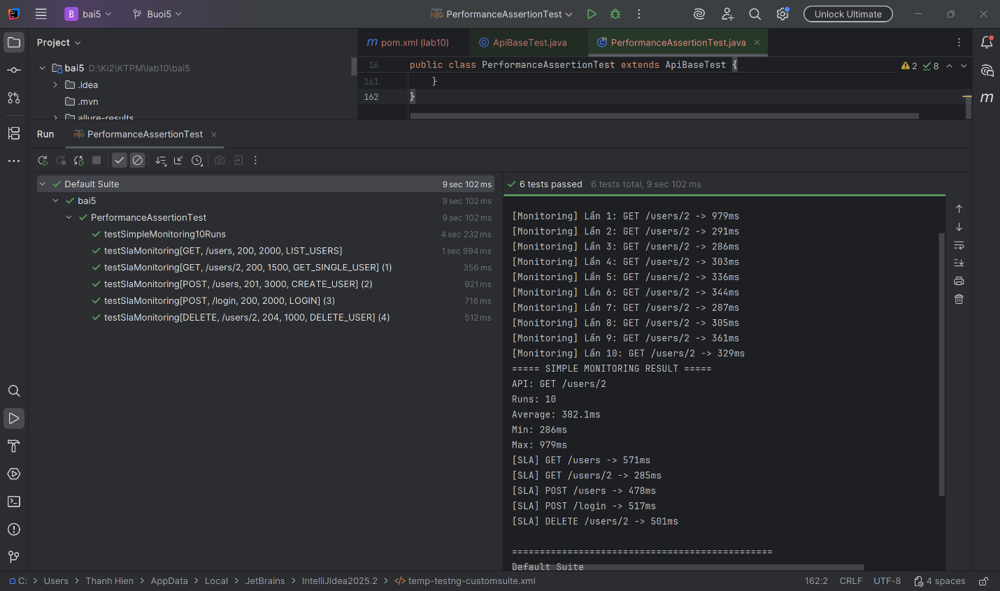 B bai5 Buoi5 PerformanceAssertionTest Unlock Ultimate
Project
bai5 D:\Ki2\KTPM\lab10\bai5
.idea
.mvn
allure-results
m pom.xml (lab10) ApiBaseTest.java PerformanceAssertionTest.java
16 public class PerformanceAssertionTest extends ApiBaseTest { 2 8
161 }
162 }
Run PerformanceAssertionTest
Default Suite 9 sec 102 ms
bai5 9 sec 102 ms
PerformanceAssertionTest 9 sec 102 ms
testSimpleMonitoring10Runs 4 sec 232 ms
testSlaMonitoring[GET, /users, 200, 2000, LIST_USERS] 1 sec 994 ms
testSlaMonitoring[GET, /users/2, 200, 1500, GET_SINGLE_USER] (1) 356 ms
testSlaMonitoring[POST, /users, 201, 3000, CREATE_USER] (2) 921 ms
testSlaMonitoring[POST, /login, 200, 2000, LOGIN] (3) 716 ms
testSlaMonitoring[DELETE, /users/2, 204, 1000, DELETE_USER] (4) 512 ms
6 tests passed 6 tests total, 9 sec 102 ms
[Monitoring] Lần 1: GET /users/2 -> 979ms
[Monitoring] Lần 2: GET /users/2 -> 291ms
[Monitoring] Lần 3: GET /users/2 -> 286ms
[Monitoring] Lần 4: GET /users/2 -> 303ms
[Monitoring] Lần 5: GET /users/2 -> 336ms
[Monitoring] Lần 6: GET /users/2 -> 344ms
[Monitoring] Lần 7: GET /users/2 -> 287ms
[Monitoring] Lần 8: GET /users/2 -> 305ms
[Monitoring] Lần 9: GET /users/2 -> 361ms
[Monitoring] Lần 10: GET /users/2 -> 329ms
===== SIMPLE MONITORING RESULT =====
API: GET /users/2
Runs: 10
Average: 382.1ms
Min: 286ms
Max: 979ms
[SLA] GET /users -> 571ms
[SLA] GET /users/2 -> 285ms
[SLA] POST /users -> 478ms
[SLA] POST /login -> 517ms
[SLA] DELETE /users/2 -> 501ms
===============================================
Default Suite
C: > Users > Thanh Hien > AppData > Local > JetBrains > IntelliJIdea2025.2 > temp-testng-customsuite.xml 162:2 CRLF UTF-8 4 spaces